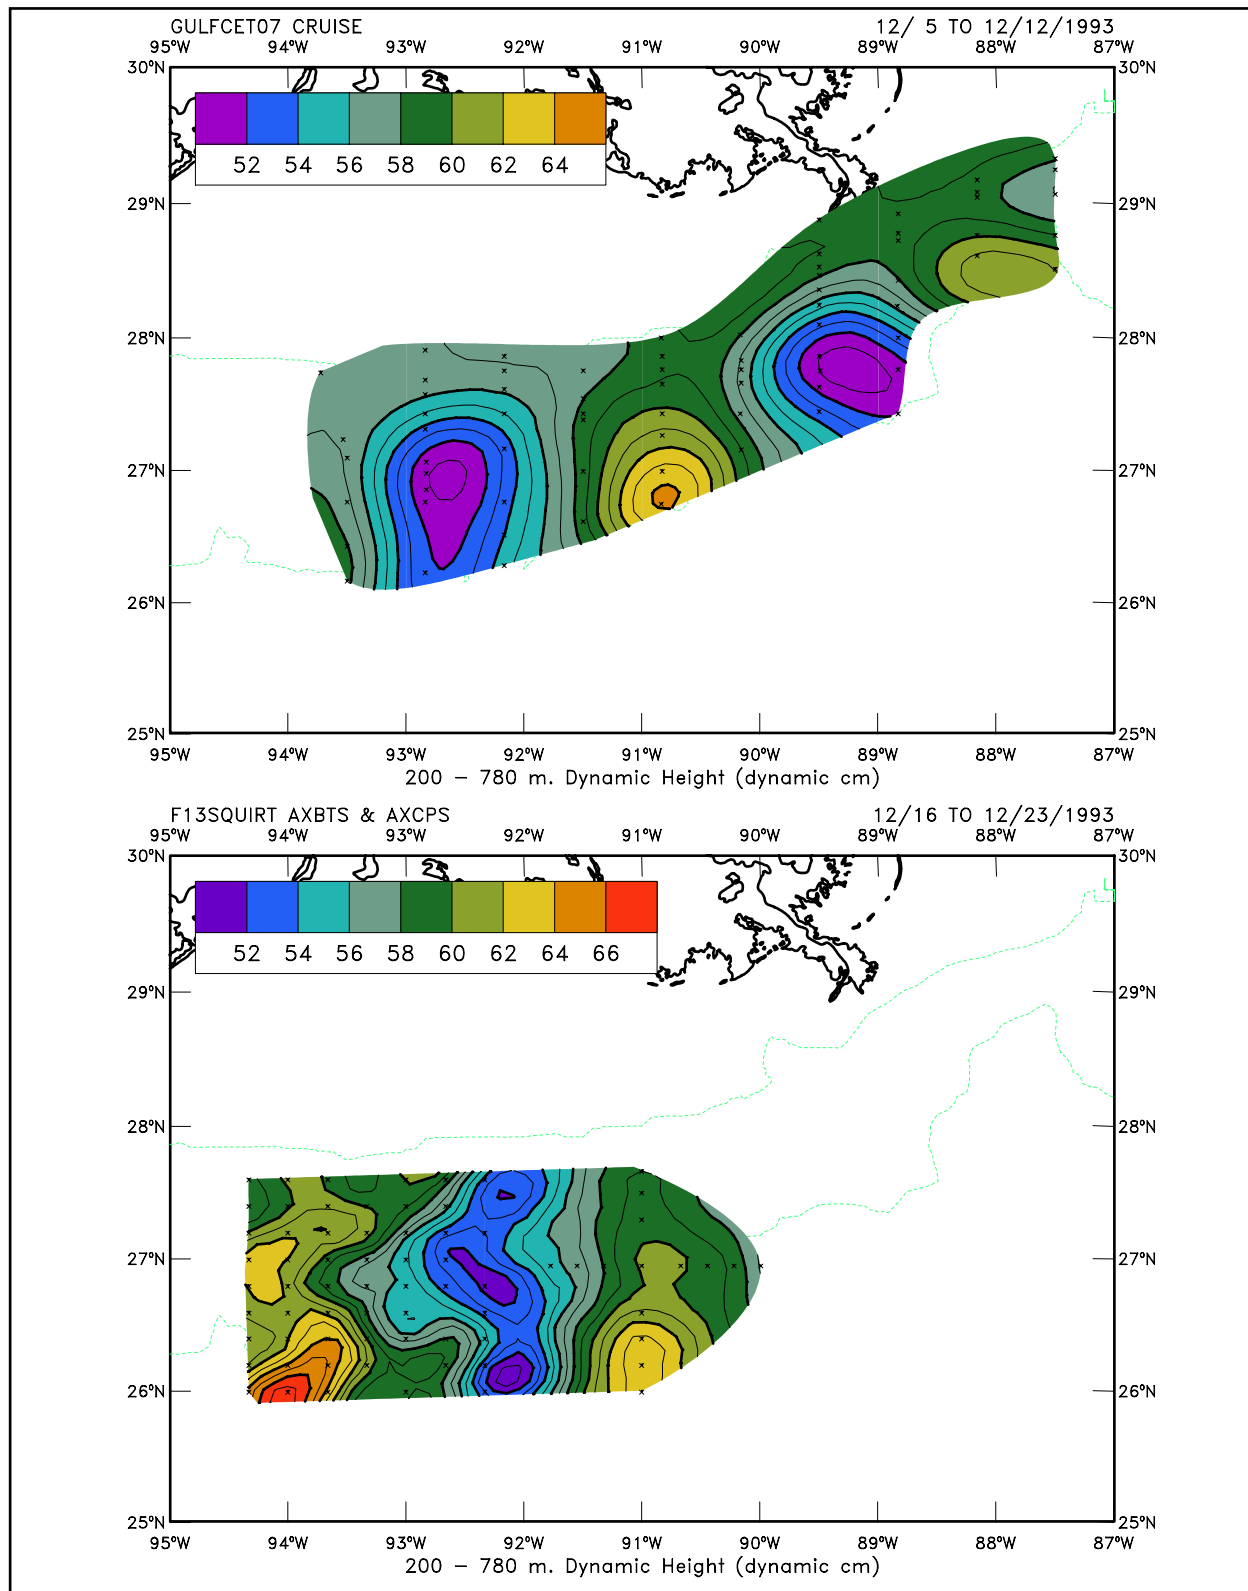 GULFCET07 CRUISE 12/ 5 TO 12/12/1993
95°W 94°W 93°W 92°W 91°W 90°W 89°W 88°W 87°W
30°N 30°N
52 54 56 58 60 62 64
29°N 29°N
28°N 28°N
27°N 27°N
26°N 26°N
25°N 25°N
95°W 94°W 93°W 92°W 91°W 90°W 89°W 88°W 87°W
200 – 780 m. Dynamic Height (dynamic cm)
F13SQUIRT AXBTS & AXCPS 12/16 TO 12/23/1993
95°W 94°W 93°W 92°W 91°W 90°W 89°W 88°W 87°W
30°N 30°N
52 54 56 58 60 62 64 66
29°N 29°N
28°N 28°N
27°N 27°N
26°N 26°N
25°N 25°N
95°W 94°W 93°W 92°W 91°W 90°W 89°W 88°W 87°W
200 – 780 m. Dynamic Height (dynamic cm)